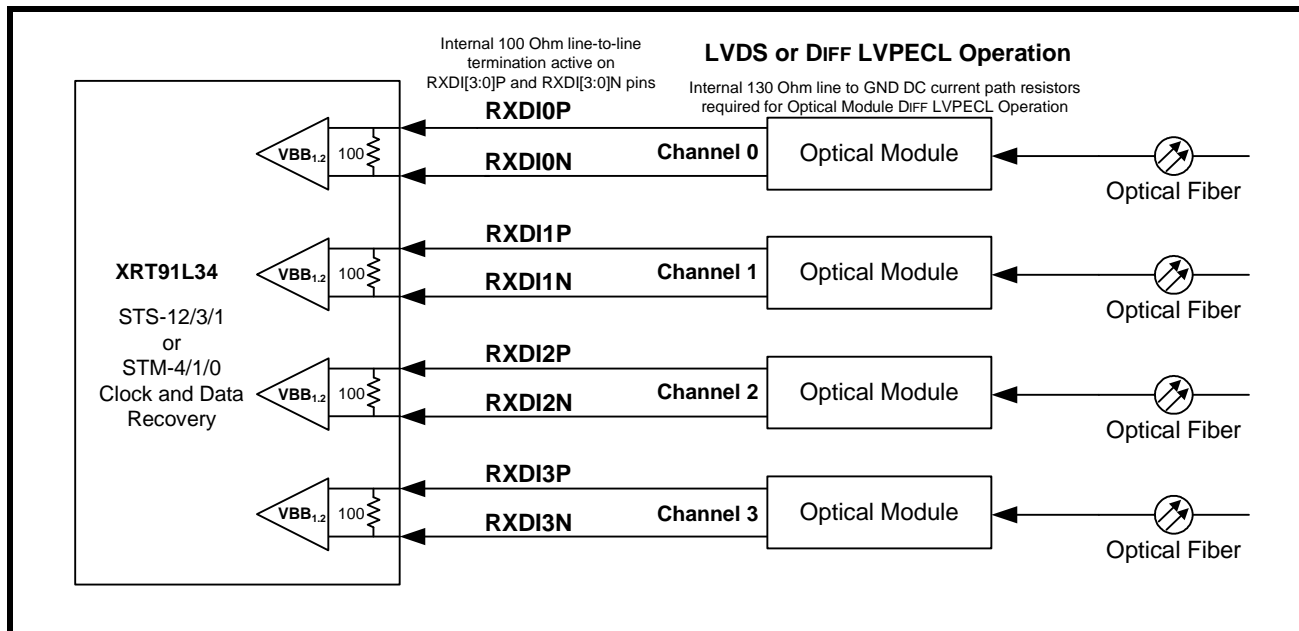 Internal 100 Ohm line-to-line
termination active on
RXDI[3:0]P and RXDI[3:0]N pins
LVDS or DIFF LVPECL Operation
Internal 130 Ohm line to GND DC current path resistors
required for Optical Module DIFF LVPECL Operation
RXDI0P
VBB1.2
100
Channel 0
Optical Module
RXDI0N
Optical Fiber
RXDI1P
VBB1.2
100
Channel 1
Optical Module
RXDI1N
Optical Fiber
XRT91L34
STS-12/3/1
or
STM-4/1/0
Clock and Data
Recovery
RXDI2P
VBB1.2
100
Channel 2
Optical Module
RXDI2N
Optical Fiber
RXDI3P
VBB1.2
100
Channel 3
Optical Module
RXDI3N
Optical Fiber